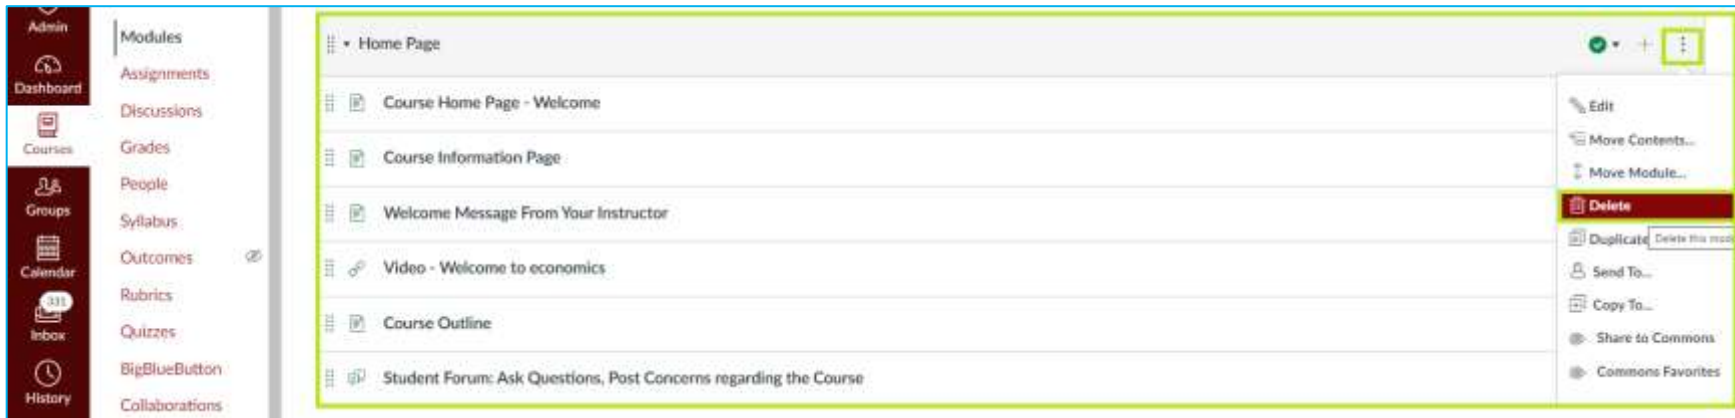 Admin
Dashboard
Courses
Groups
Calendar
331
Inbox
History
Modules
Assignments
Discussions
Grades
People
Syllabus
Outcomes
Rubrics
Quizzes
BigBlueButton
Collaborations
Home Page
Course Home Page - Welcome
Course Information Page
Welcome Message From Your Instructor
Video - Welcome to economics
Course Outline
Student Forum: Ask Questions, Post Concerns regarding the Course
Edit
Move Contents...
Move Module...
Delete
Duplicate
Delete this
Send To...
Copy To...
Share to Commons
Commons Favorites